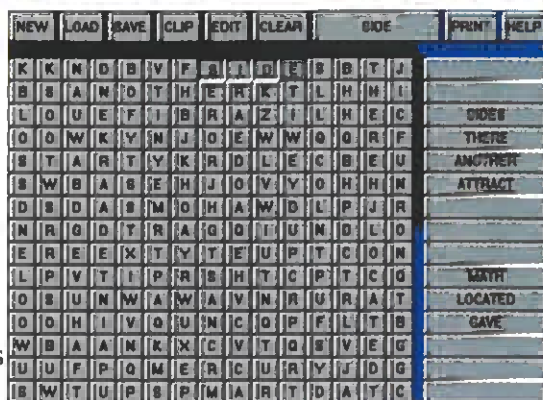 NEW LOAD SAVE CLIP EDIT CLEAR SIDE PRINT HELP
K K N D B V F S I D E S B T J
B S A N O T H E R K T L H H I
L O U E F I B R A Z I L H E C
O O W K Y N J O E W W Q Q R F
S T A R T Y K R D L E C B E U
S W B A S E H J O V Y O H H N
D S D A S M O H A W D L P J R
N R G D T R A G Q I U N D L O
E R E E X T Y T E U P T C O N
L P V T I P R S H T C P T C Q
O S U N W A W A V N R U R A T
O O H I V Q U N C Q P F L T B
W B A A N K X C V T Q S V E G
U U F P Q M E R C U R Y J D G
S W T U P S P M A R T D A T C
SIDES
THERE
ANOTHER
ATTRACT
MATH
LOCATED
GAVE